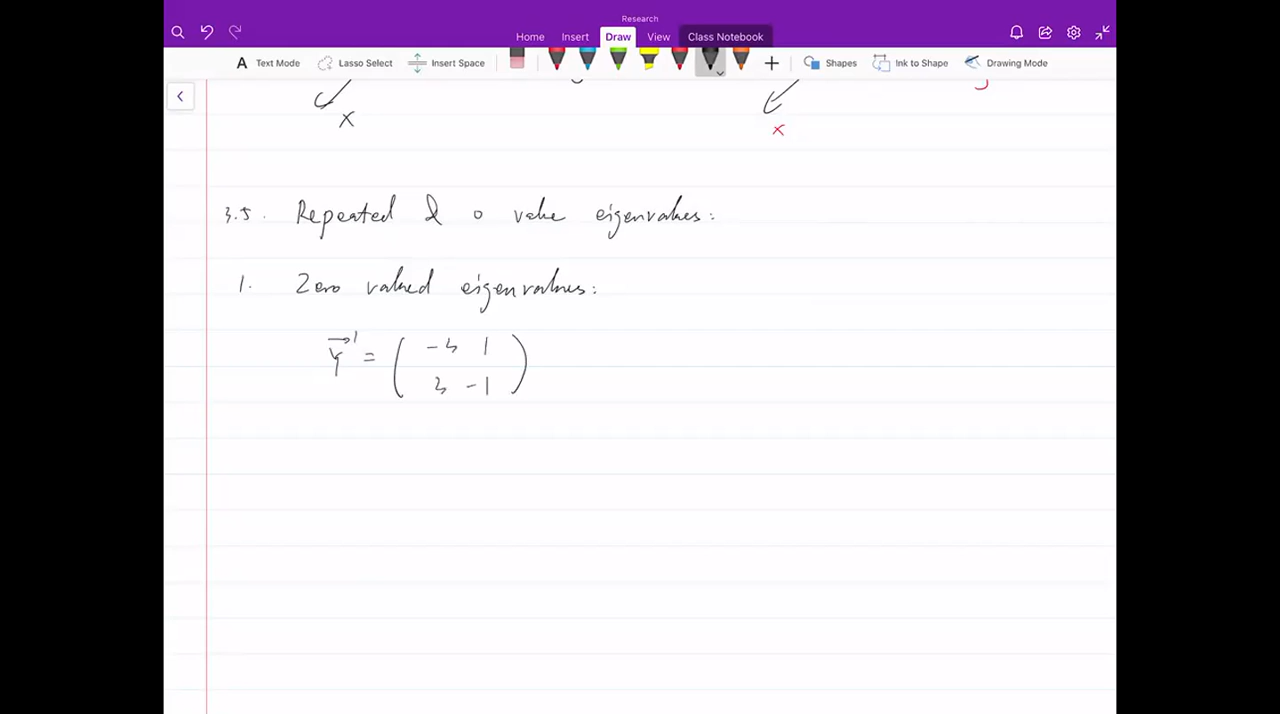 Research
Home Insert Draw View Class Notebook
Text Mode Lasso Select Insert Space Shapes Ink to Shape Drawing Mode
x
x
3.5. Repeated & 0 value eigenvalues:
1. Zero valued eigenvalues:
Y⃗' = ( -3 1
3 -1 )